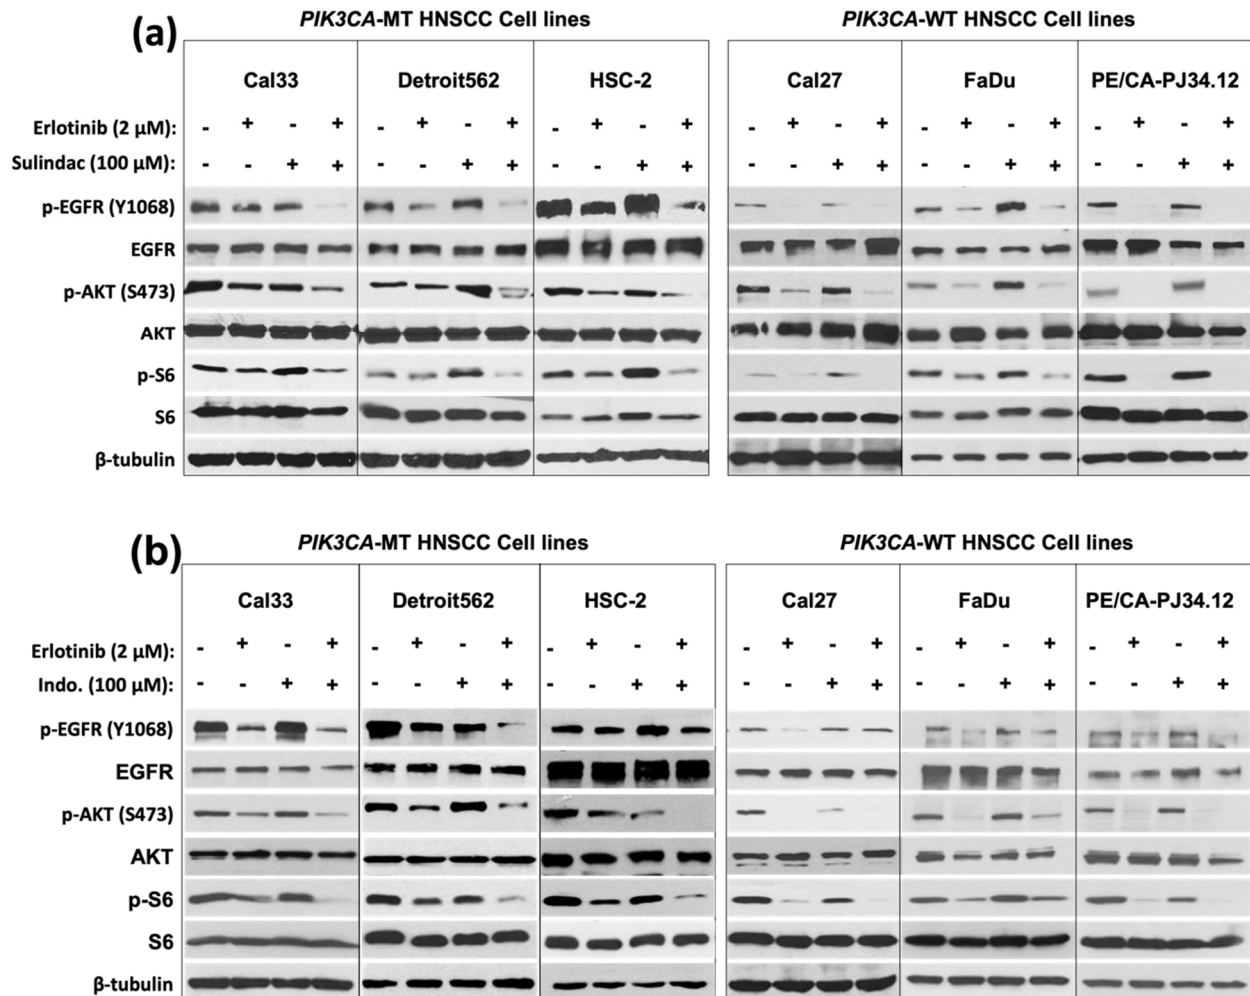 (a)
PIK3CA-MT HNSCC Cell lines PIK3CA-WT HNSCC Cell lines
Cal33 Detroit562 HSC-2 Cal27 FaDu PE/CA-PJ34.12
Erlotinib (2 µM): - + - + - + - + - + - + - + - + - + - + - + - +
Sulindac (100 µM): - - + + - - + + - - + + - - + + - - + + - - + +
p-EGFR (Y1068)
EGFR
p-AKT (S473)
AKT
p-S6
S6
β-tubulin
(b)
PIK3CA-MT HNSCC Cell lines PIK3CA-WT HNSCC Cell lines
Cal33 Detroit562 HSC-2 Cal27 FaDu PE/CA-PJ34.12
Erlotinib (2 µM): - + - + - + - + - + - + - + - + - + - + - + - +
Indo. (100 µM): - - + + - - + + - - + + - - + + - - + + - - + +
p-EGFR (Y1068)
EGFR
p-AKT (S473)
AKT
p-S6
S6
β-tubulin